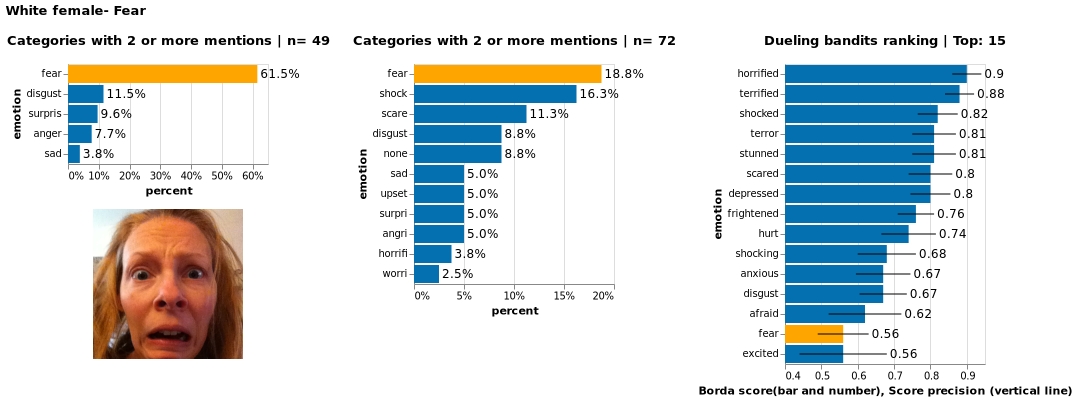 White female- Fear
Categories with 2 or more mentions | n= 49
emotion
fear 61.5%
disgust 11.5%
surpris 9.6%
anger 7.7%
sad 3.8%
0% 10% 20% 30% 40% 50% 60%
percent
Categories with 2 or more mentions | n= 72
emotion
fear 18.8%
shock 16.3%
scare 11.3%
disgust 8.8%
none 8.8%
sad 5.0%
upset 5.0%
surpri 5.0%
angri 5.0%
horrifi 3.8%
worri 2.5%
0% 5% 10% 15% 20%
percent
Dueling bandits ranking | Top: 15
emotion
horrified 0.9
terrified 0.88
shocked 0.82
terror 0.81
stunned 0.81
scared 0.8
depressed 0.8
frightened 0.76
hurt 0.74
shocking 0.68
anxious 0.67
disgust 0.67
afraid 0.62
fear 0.56
excited 0.56
0.4 0.5 0.6 0.7 0.8 0.9
Borda score(bar and number), Score precision (vertical line)